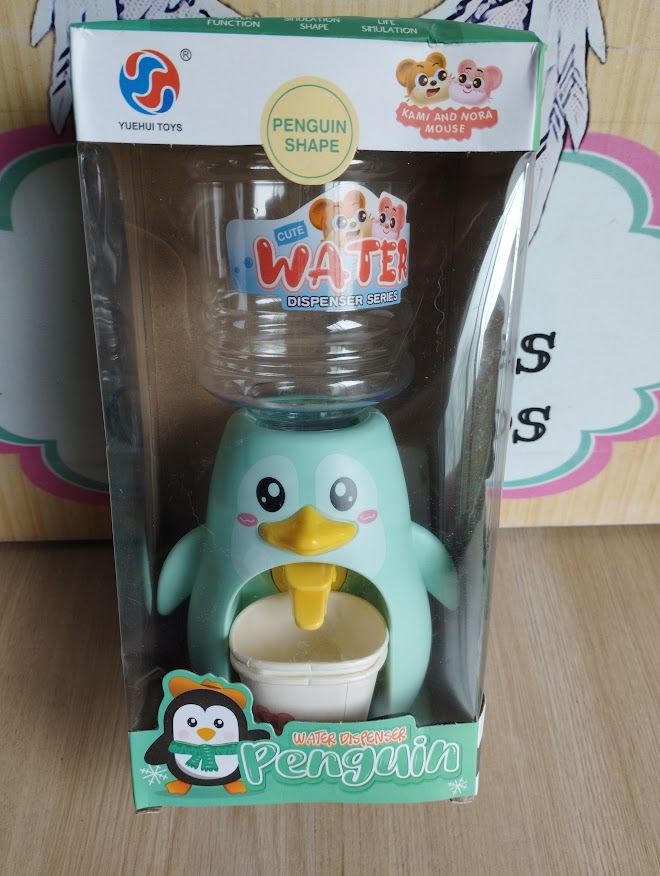 FUNCTION
SIMULATION
SHAPE
LIFE
SIMULATION
®
YUEHUI TOYS
PENGUIN
SHAPE
KAMI AND NORA
MOUSE
CUTE
WATER
DISPENSER SERIES
S
S
WATER DISPENSER
Penguin